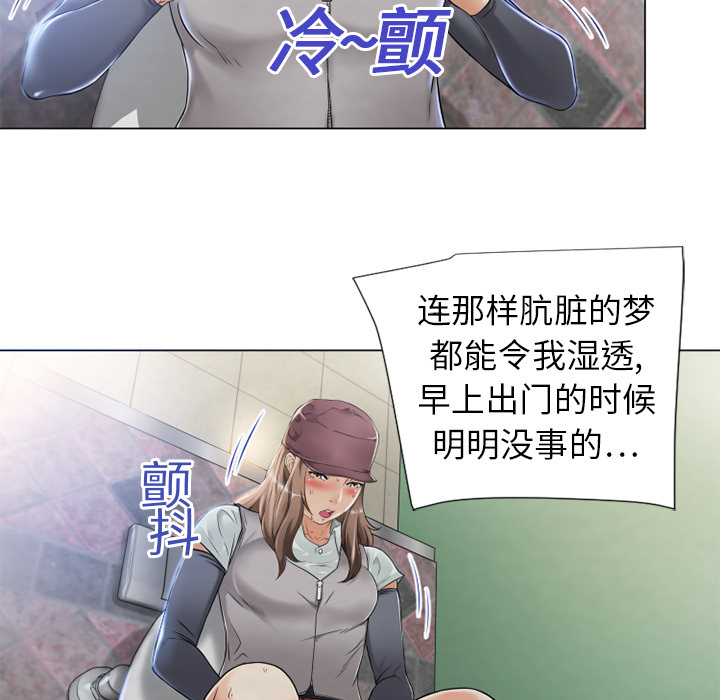 冷~颤
连那样肮脏的梦
都能令我湿透,
早上出门的时候
明明没事的...
颤
抖